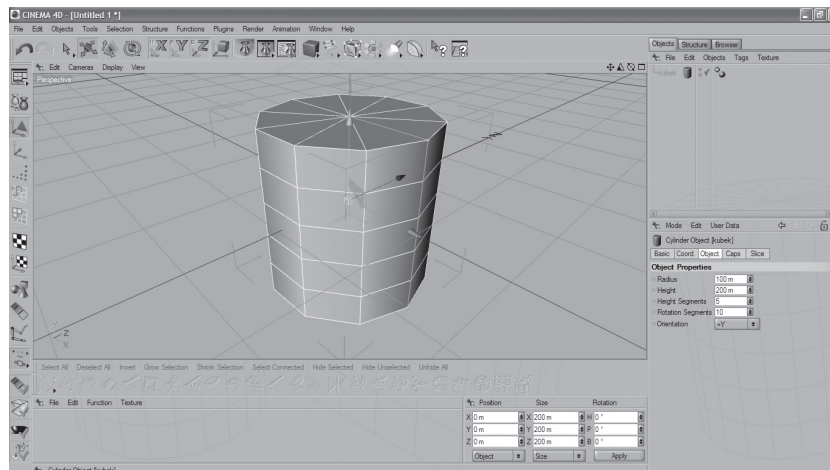 CINEMA 4D - [Untitled 1 *]
File Edit Objects Tools Selection Structure Functions Plugins Render Animation Window Help
Edit Cameras Display View
Perspective
Y
Z
X
Select All Deselect All Invert Grow Selection Shrink Selection Select Connected Hide Selected Hide Unselected Unhide All
File Edit Function Texture
Position Size Rotation
X 0 m X 200 m H 0 °
Y 0 m Y 200 m P 0 °
Z 0 m Z 200 m B 0 °
Object Size Apply
Cylinder Object [kubek]
Objects Structure Browser
File Edit Objects Tags Texture
kubek
Mode Edit User Data
Cylinder Object [kubek]
Basic Coord. Object Caps Slice
Object Properties
Radius 100 m
Height 200 m
Height Segments 5
Rotation Segments 10
Orientation +Y